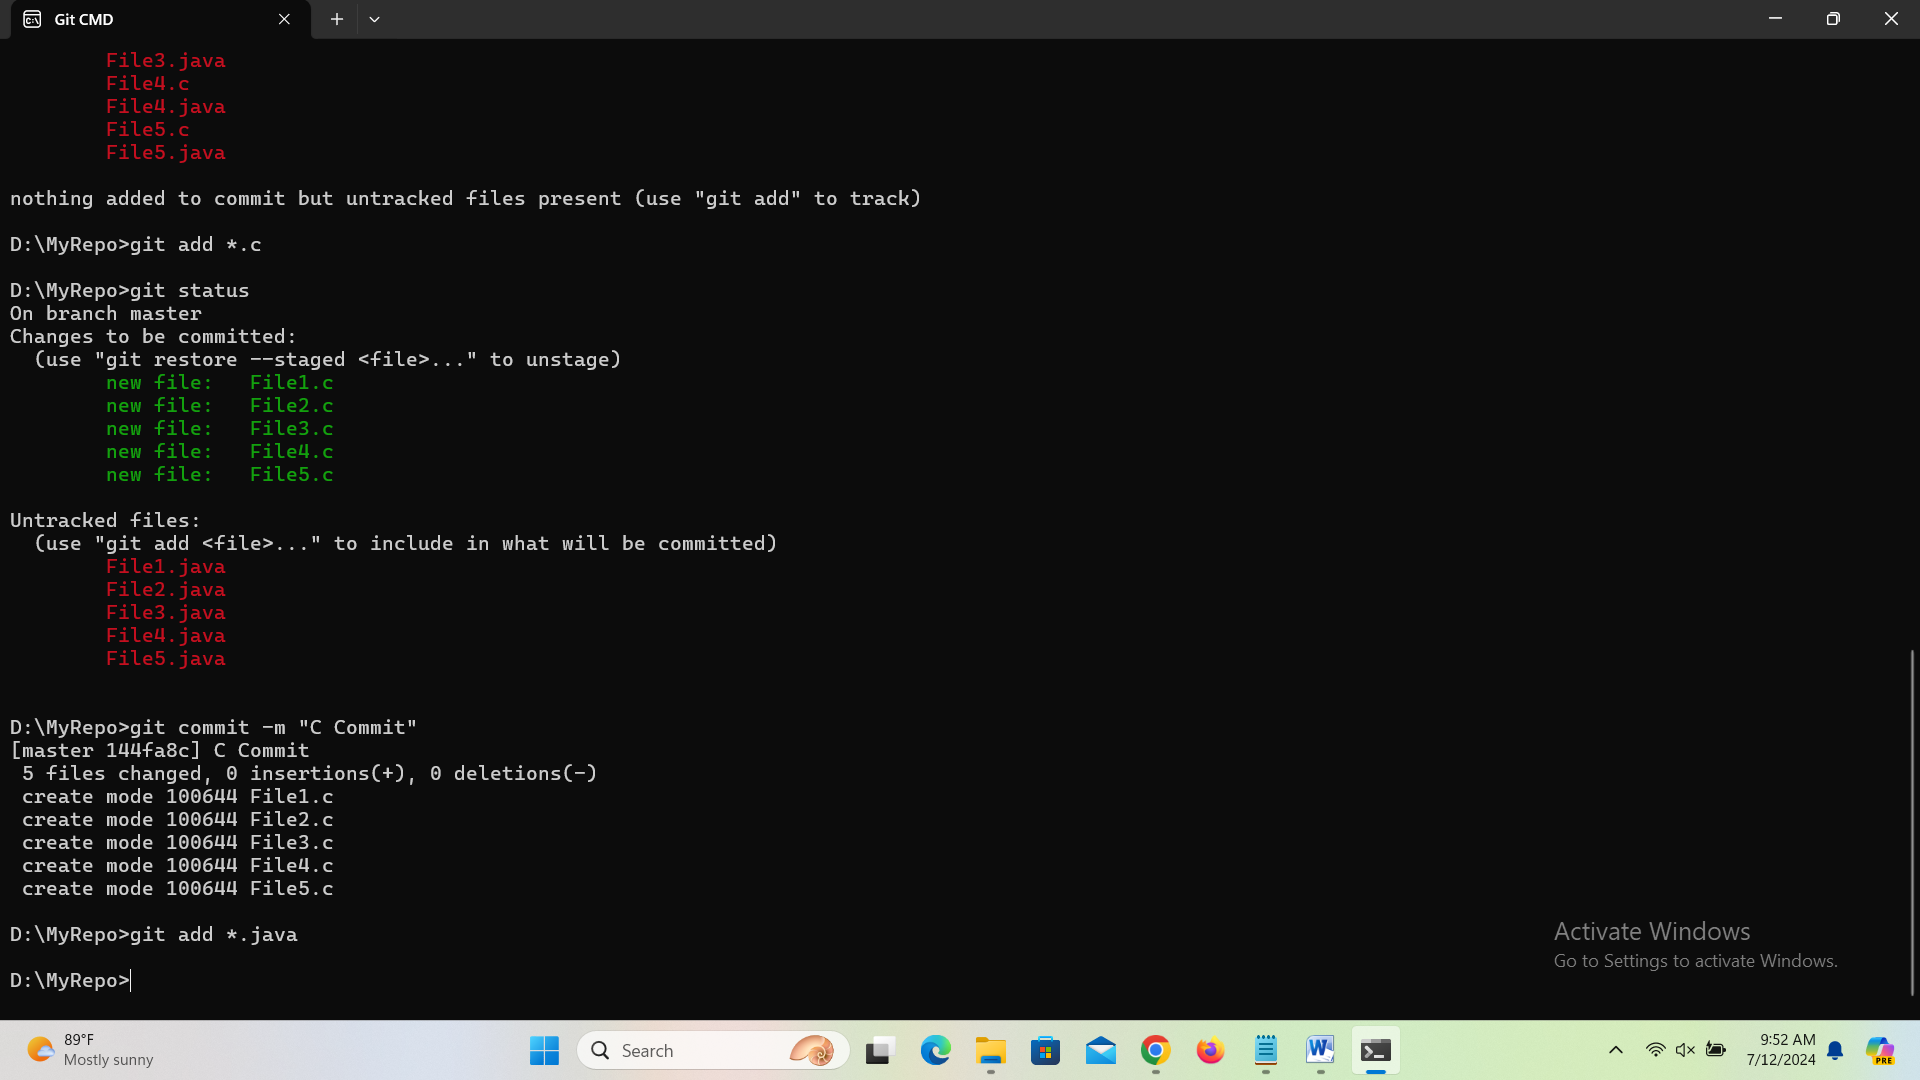 Git CMD
File3.java
File4.c
File4.java
File5.c
File5.java
nothing added to commit but untracked files present (use "git add" to track)
D:\MyRepo>git add *.c
D:\MyRepo>git status
On branch master
Changes to be committed:
  (use "git restore --staged <file>..." to unstage)
        new file:   File1.c
        new file:   File2.c
        new file:   File3.c
        new file:   File4.c
        new file:   File5.c
Untracked files:
  (use "git add <file>..." to include in what will be committed)
        File1.java
        File2.java
        File3.java
        File4.java
        File5.java
D:\MyRepo>git commit -m "C Commit"
[master 144fa8c] C Commit
 5 files changed, 0 insertions(+), 0 deletions(-)
 create mode 100644 File1.c
 create mode 100644 File2.c
 create mode 100644 File3.c
 create mode 100644 File4.c
 create mode 100644 File5.c
D:\MyRepo>git add *.java
D:\MyRepo>
Activate Windows
Go to Settings to activate Windows.
89°F
Mostly sunny
Search
9:52 AM
7/12/2024
PRE